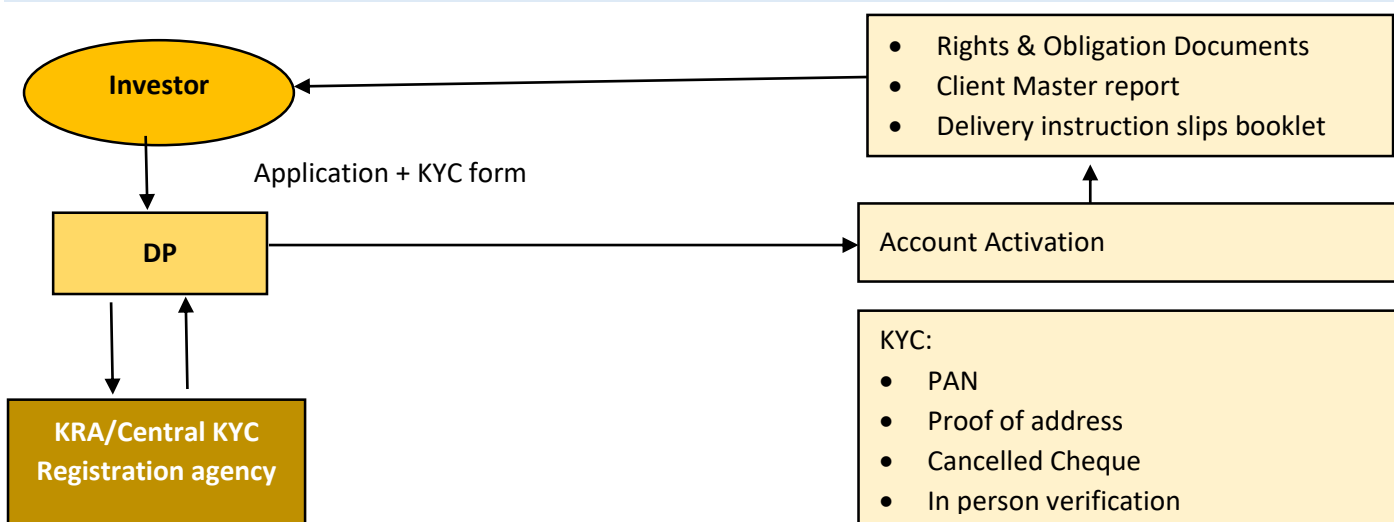 Investor
• Rights & Obligation Documents
• Client Master report
• Delivery instruction slips booklet
Application + KYC form
DP
Account Activation
KRA/Central KYC
Registration agency
KYC:
• PAN
• Proof of address
• Cancelled Cheque
• In person verification